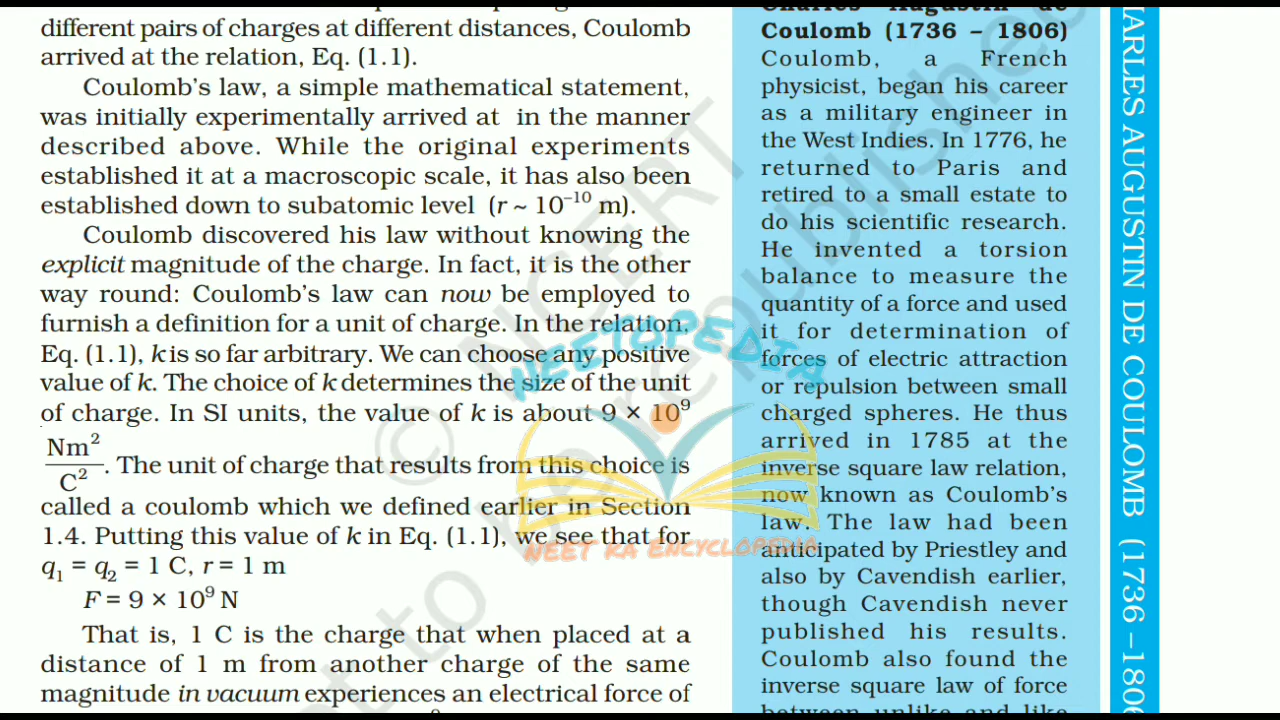 different pairs of charges at different distances, Coulomb
arrived at the relation, Eq. (1.1).
Coulomb's law, a simple mathematical statement,
was initially experimentally arrived at in the manner
described above. While the original experiments
established it at a macroscopic scale, it has also been
established down to subatomic level (r ~ 10⁻¹⁰ m).
Coulomb discovered his law without knowing the
explicit magnitude of the charge. In fact, it is the other
way round: Coulomb's law can now be employed to
furnish a definition for a unit of charge. In the relation,
Eq. (1.1), k is so far arbitrary. We can choose any positive
value of k. The choice of k determines the size of the unit
of charge. In SI units, the value of k is about 9 × 10⁹
Nm²
C²
. The unit of charge that results from this choice is
called a coulomb which we defined earlier in Section
1.4. Putting this value of k in Eq. (1.1), we see that for
q₁ = q₂ = 1 C, r = 1 m
F = 9 × 10⁹ N
That is, 1 C is the charge that when placed at a
distance of 1 m from another charge of the same
magnitude in vacuum experiences an electrical force of
Charles Augustin de
Coulomb (1736 – 1806)
Coulomb, a French
physicist, began his career
as a military engineer in
the West Indies. In 1776, he
returned to Paris and
retired to a small estate to
do his scientific research.
He invented a torsion
balance to measure the
quantity of a force and used
it for determination of
forces of electric attraction
or repulsion between small
charged spheres. He thus
arrived in 1785 at the
inverse square law relation,
now known as Coulomb's
law. The law had been
anticipated by Priestley and
also by Cavendish earlier,
though Cavendish never
published his results.
Coulomb also found the
inverse square law of force
between unlike and like
HARLES AUGUSTIN DE COULOMB (1736 –1806
© NCERT
not to be republished
NEETOPEDIA
NEET KA ENCYCLOPEDIA